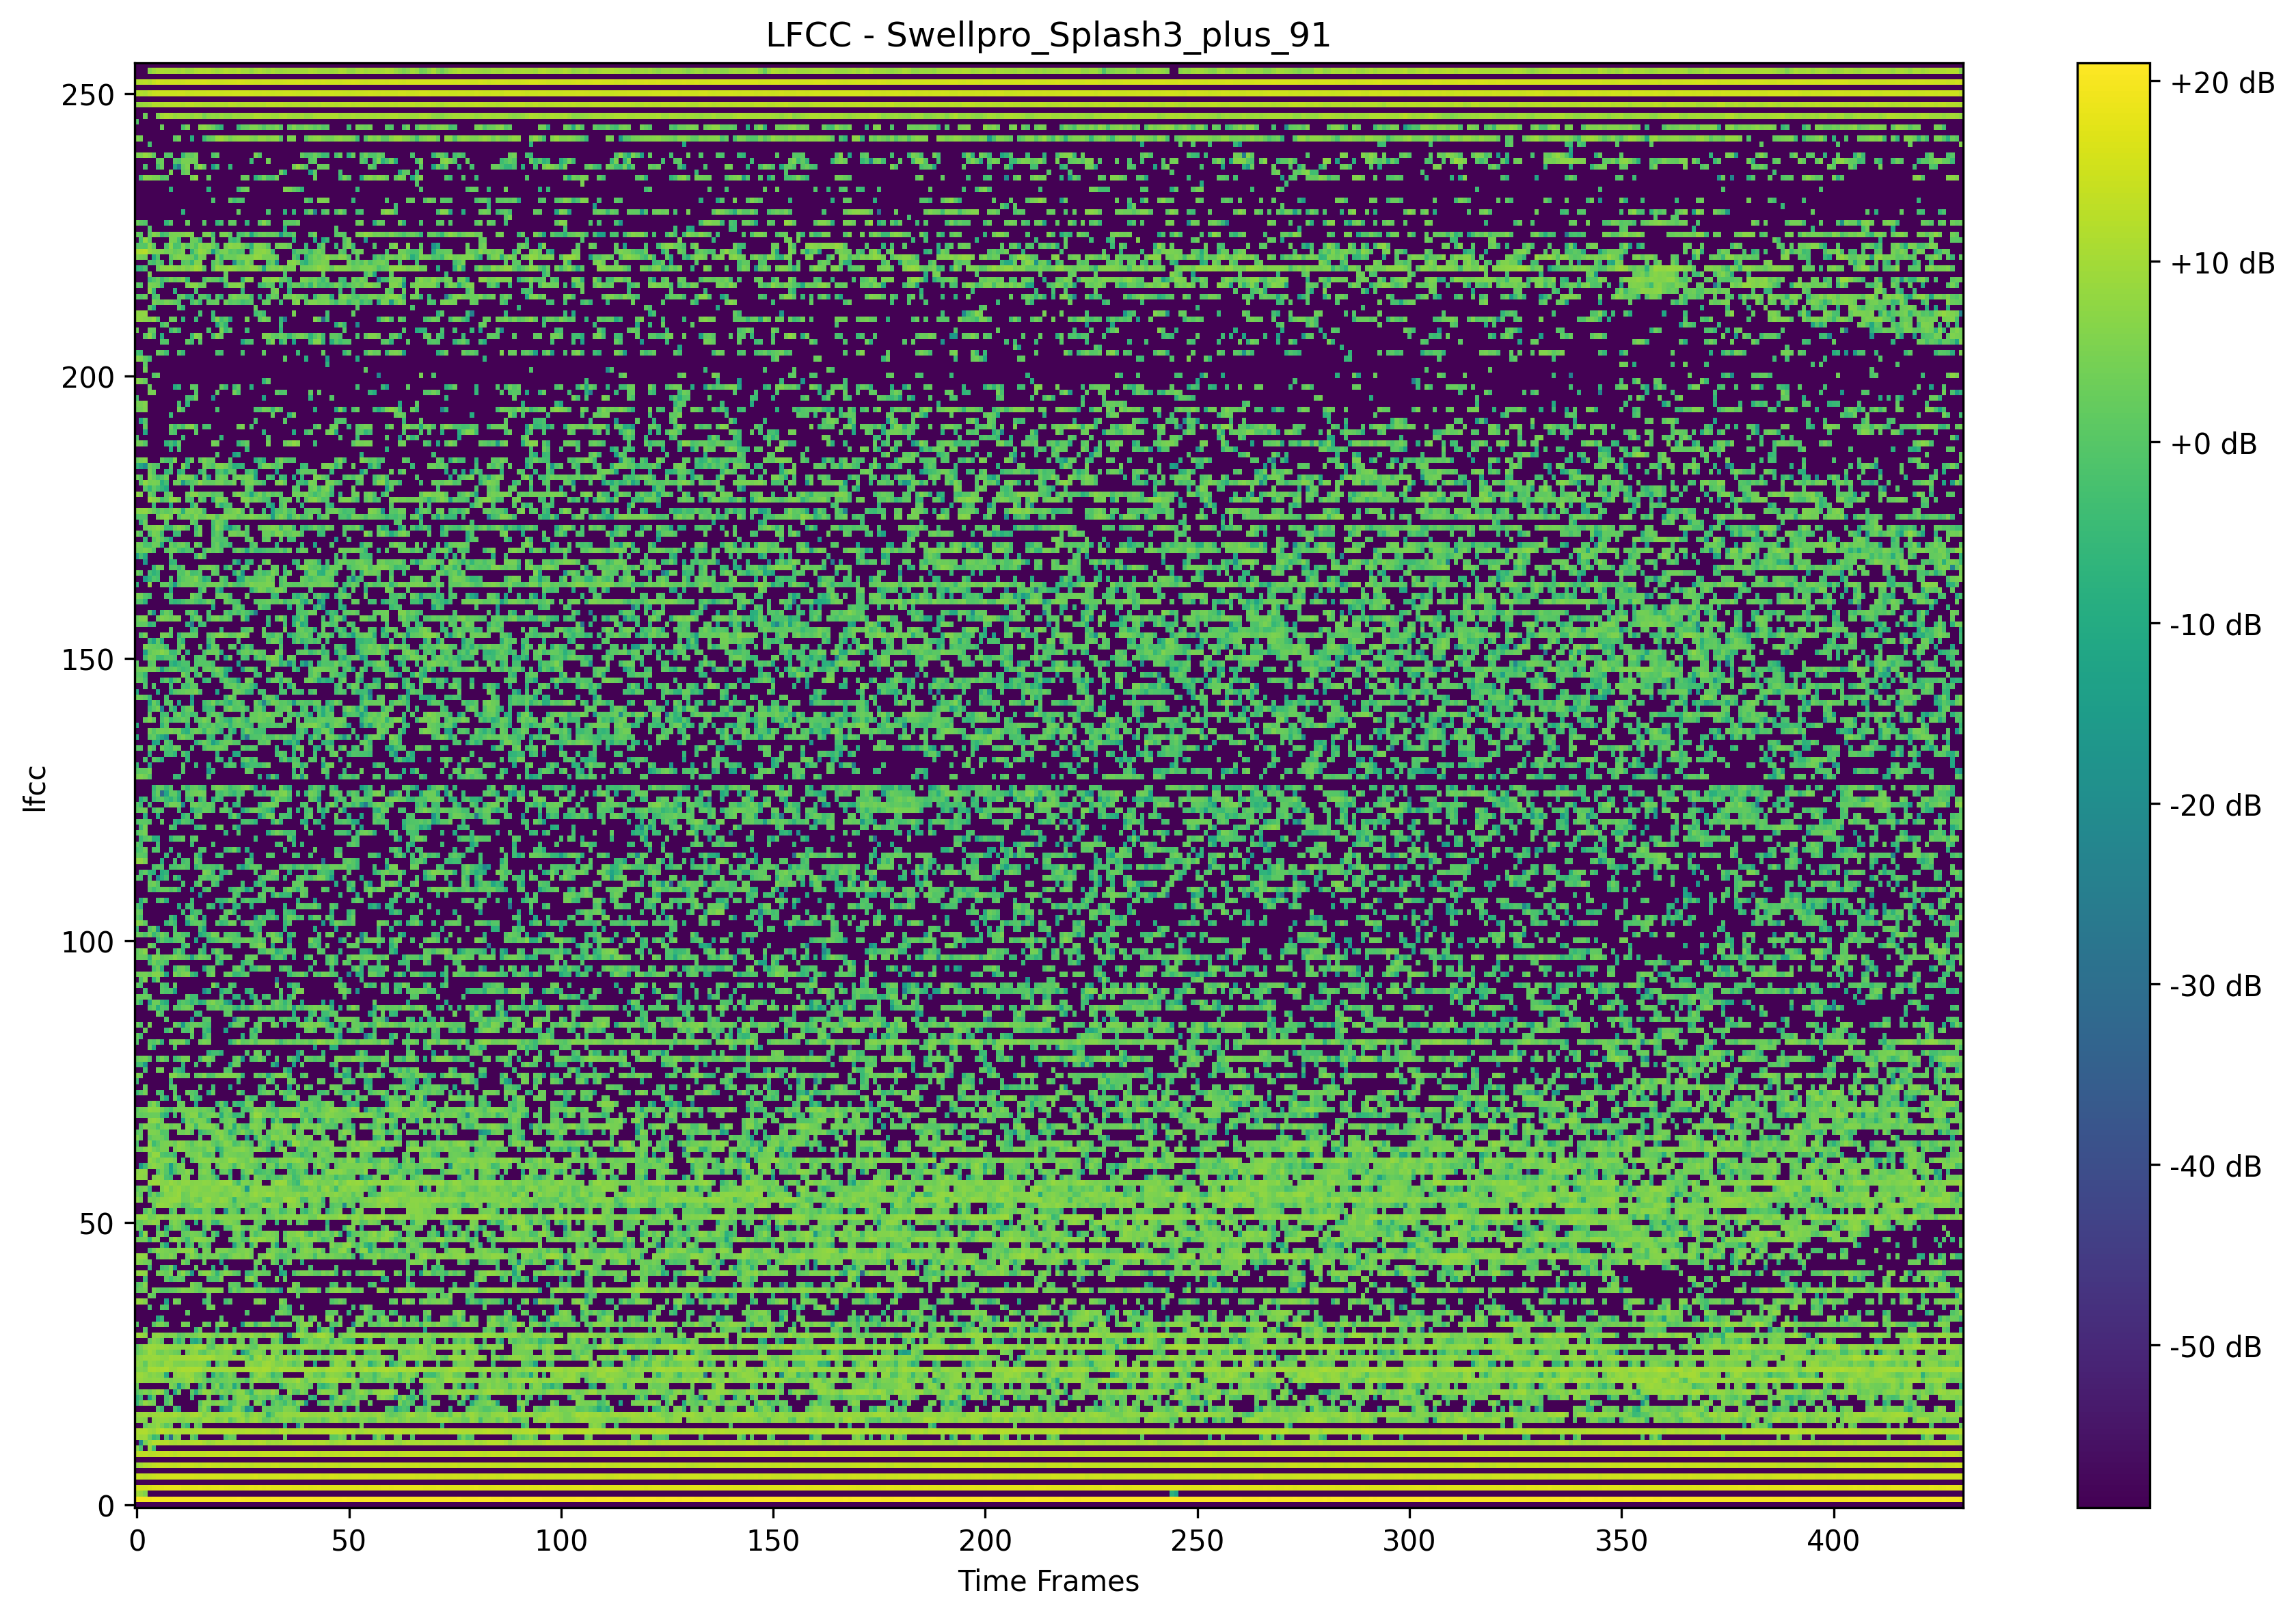 LFCC - Swellpro_Splash3_plus_91
250
200
150
100
50
0
lfcc
0 50 100 150 200 250 300 350 400
Time Frames
+20 dB
+10 dB
+0 dB
-10 dB
-20 dB
-30 dB
-40 dB
-50 dB